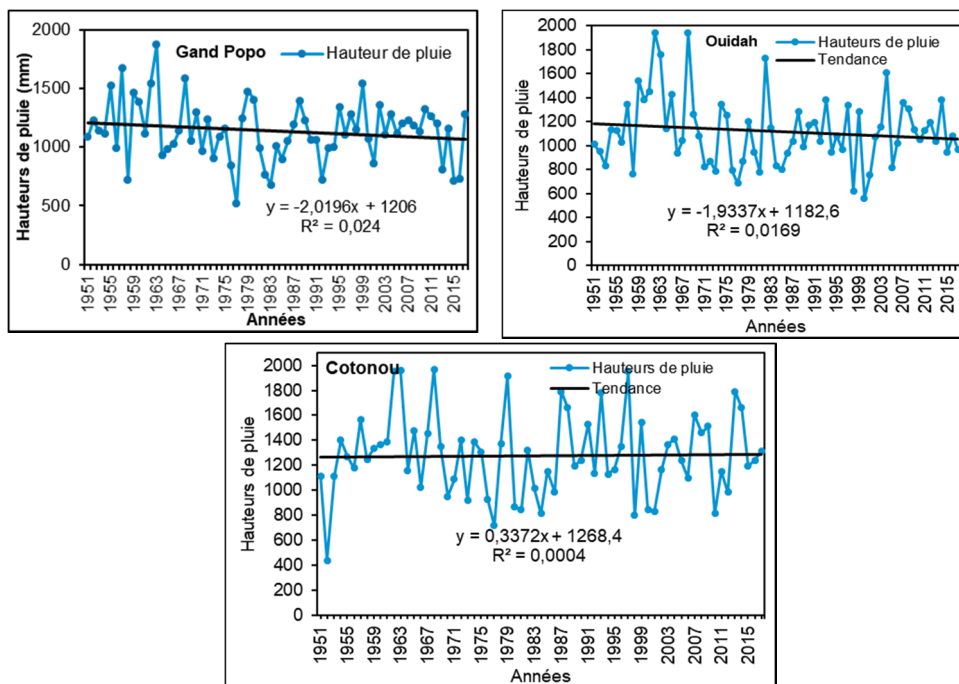 Gand Popo
Hauteur de pluie
Hauteurs de pluie (mm)
2000
1500
1000
500
0
y = -2,0196x + 1206
R² = 0,024
1951 1955 1959 1963 1967 1971 1975 1979 1983 1987 1991 1995 1999 2003 2007 2011 2015
Années
Ouidah
Hauteurs de pluie
Tendance
Hauteurs de pluie
2000
1800
1600
1400
1200
1000
800
600
400
200
0
y = -1,9337x + 1182,6
R² = 0,0169
1951 1955 1959 1963 1967 1971 1975 1979 1983 1987 1991 1995 1999 2003 2007 2011 2015
Années
Cotonou
Hauteurs de pluie
Tendance
Hauteurs de pluie
2000
1800
1600
1400
1200
1000
800
600
400
200
0
y = 0,3372x + 1268,4
R² = 0,0004
1951 1955 1959 1963 1967 1971 1975 1979 1983 1987 1991 1995 1999 2003 2007 2011 2015
Années